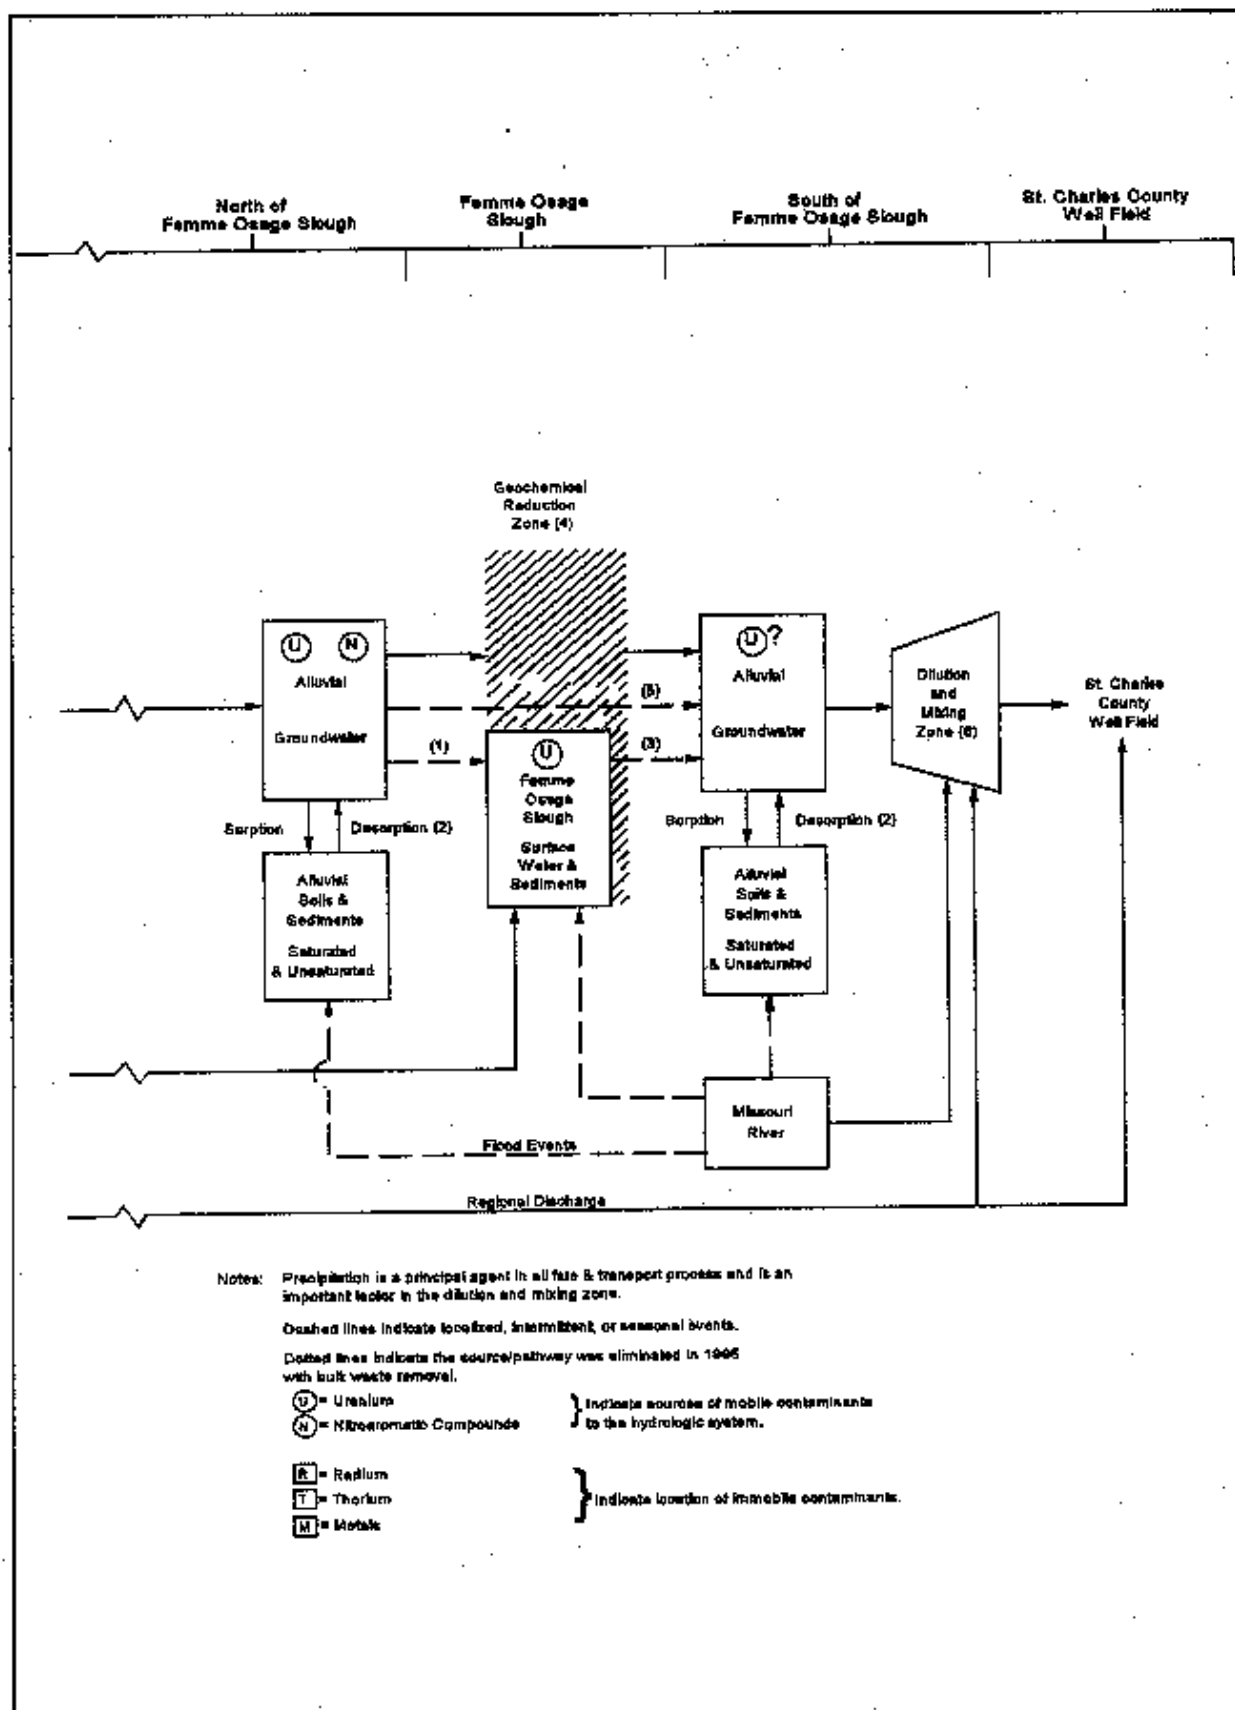 North of
Femme Osage Slough
Femme Osage
Slough
South of
Femme Osage Slough
St. Charles County
Well Field
Geochemical
Reduction
Zone (4)
U N
Alluvial
Groundwater
(1)
(5)
(3)
U
Femme
Osage
Slough
Surface
Water &
Sediments
U?
Alluvial
Groundwater
Dilution
and
Mixing
Zone (6)
St. Charles
County
Well Field
Sorption
Desorption (2)
Sorption
Desorption (2)
Alluvial
Soils &
Sediments
Saturated
& Unsaturated
Alluvial
Soils &
Sediments
Saturated
& Unsaturated
Missouri
River
Flood Events
Regional Discharge
Notes: Precipitation is a principal agent in all fate & transport process and is an
important factor in the dilution and mixing zone.
Dashed lines indicate localized, intermittent, or seasonal events.
Dotted lines indicate the source/pathway was eliminated in 1995
with bulk waste removal.
U = Uranium
N = Nitroaromatic Compounds
} Indicate sources of mobile contaminants
to the hydrologic system.
R = Radium
T = Thorium
M = Metals
} Indicate location of immobile contaminants.